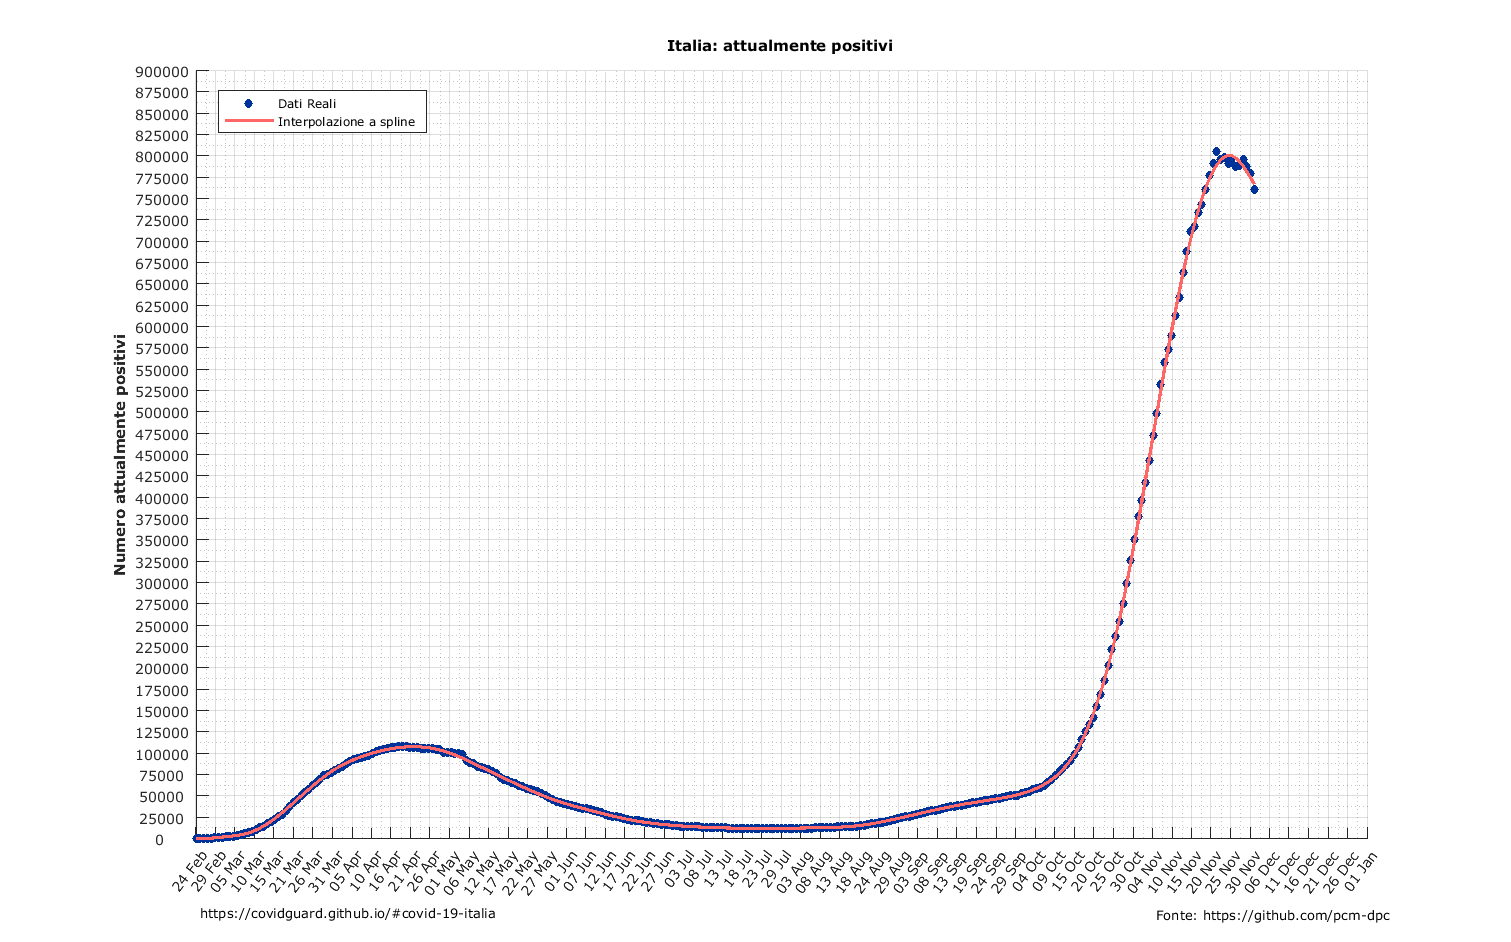 Italia: attualmente positivi
Dati Reali
Interpolazione a spline
Numero attualmente positivi
900000
875000
850000
825000
800000
775000
750000
725000
700000
675000
650000
625000
600000
575000
550000
525000
500000
475000
450000
425000
400000
375000
350000
325000
300000
275000
250000
225000
200000
175000
150000
125000
100000
75000
50000
25000
0
24 Feb
29 Feb
05 Mar
10 Mar
15 Mar
21 Mar
26 Mar
31 Mar
05 Apr
10 Apr
16 Apr
21 Apr
26 Apr
01 May
06 May
12 May
17 May
22 May
27 May
01 Jun
07 Jun
12 Jun
17 Jun
22 Jun
27 Jun
03 Jul
08 Jul
13 Jul
18 Jul
23 Jul
29 Jul
03 Aug
08 Aug
13 Aug
18 Aug
24 Aug
29 Aug
03 Sep
08 Sep
13 Sep
19 Sep
24 Sep
29 Sep
04 Oct
09 Oct
15 Oct
20 Oct
25 Oct
30 Oct
04 Nov
10 Nov
15 Nov
20 Nov
25 Nov
30 Nov
06 Dec
11 Dec
16 Dec
21 Dec
26 Dec
01 Jan
https://covidguard.github.io/#covid-19-italia
Fonte: https://github.com/pcm-dpc